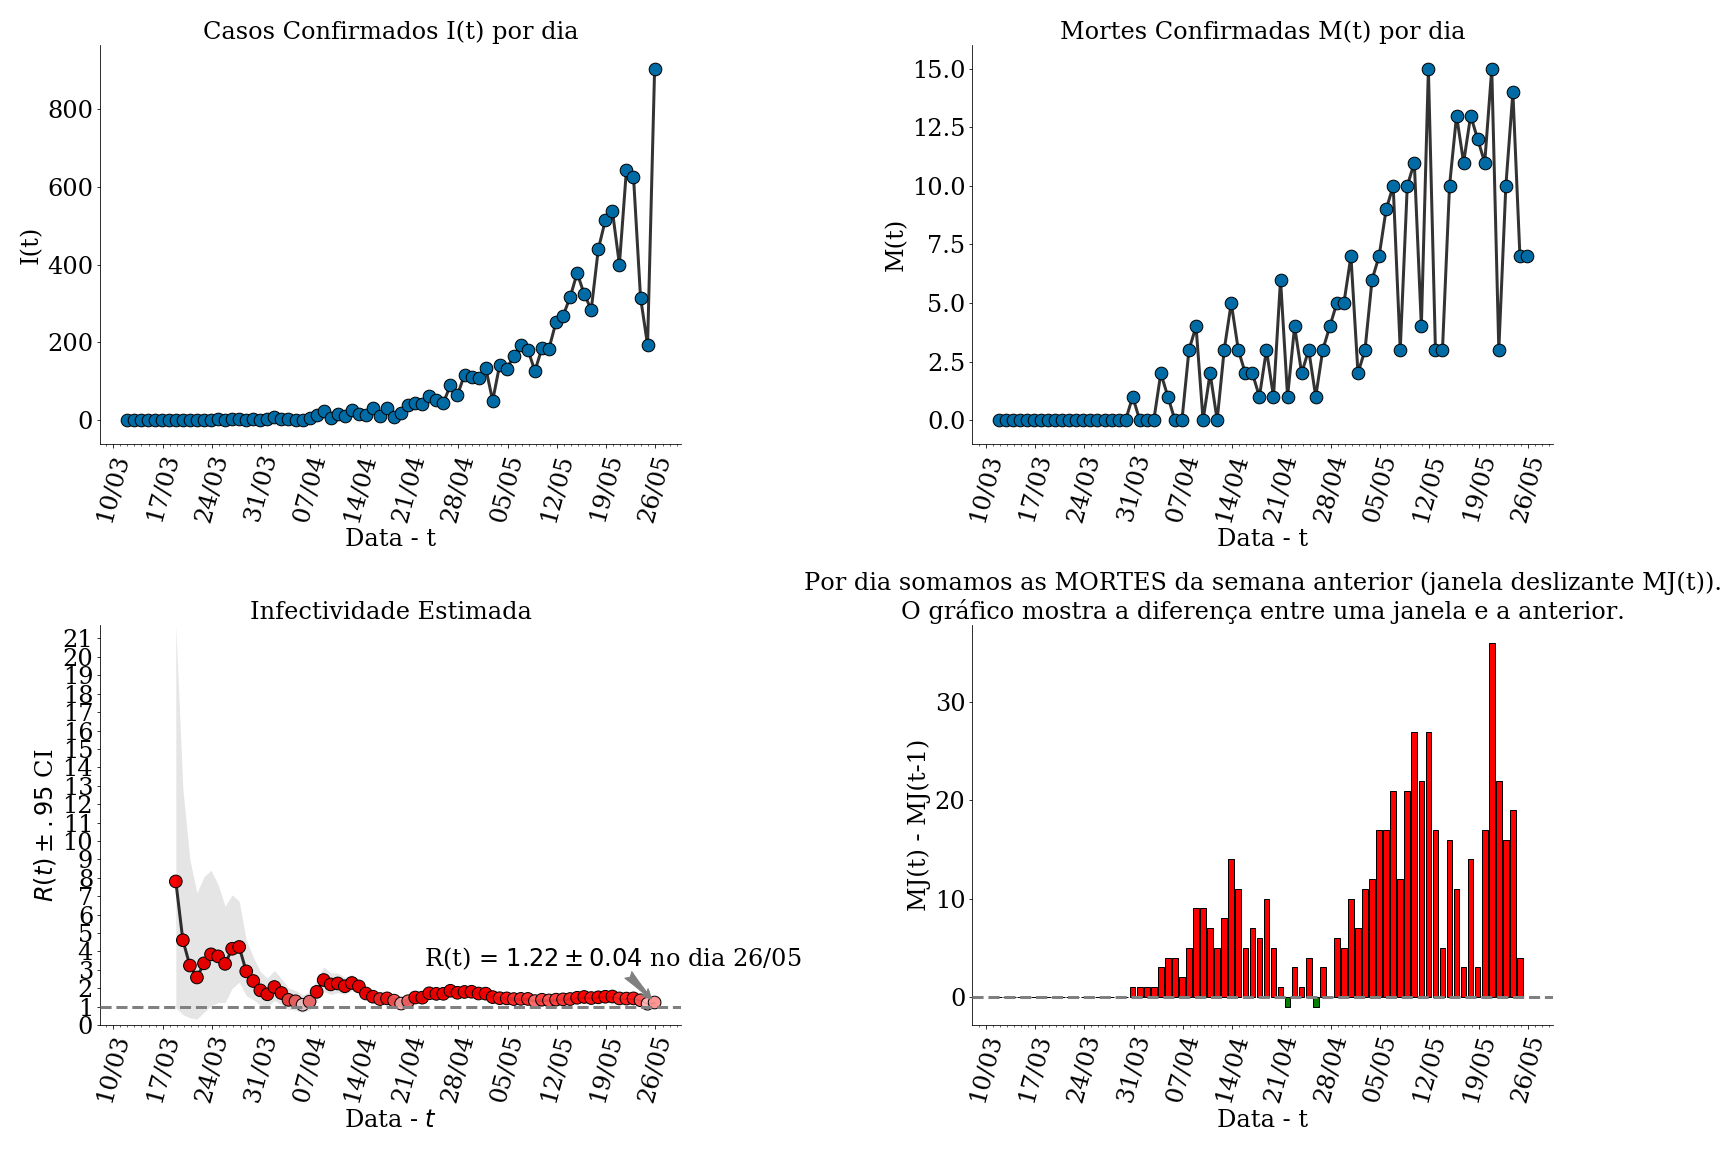 Casos Confirmados I(t) por dia
I(t)
800
600
400
200
0
10/03 17/03 24/03 31/03 07/04 14/04 21/04 28/04 05/05 12/05 19/05 26/05
Data - t
Mortes Confirmadas M(t) por dia
M(t)
15.0
12.5
10.0
7.5
5.0
2.5
0.0
10/03 17/03 24/03 31/03 07/04 14/04 21/04 28/04 05/05 12/05 19/05 26/05
Data - t
Infectividade Estimada
R(t) ± .95 CI
21
20
19
18
17
16
15
14
13
12
11
10
9
8
7
6
5
4
3
2
1
0
R(t) = 1.22 ± 0.04 no dia 26/05
10/03 17/03 24/03 31/03 07/04 14/04 21/04 28/04 05/05 12/05 19/05 26/05
Data - t
Por dia somamos as MORTES da semana anterior (janela deslizante MJ(t)).
O gráfico mostra a diferença entre uma janela e a anterior.
MJ(t) - MJ(t-1)
30
20
10
0
10/03 17/03 24/03 31/03 07/04 14/04 21/04 28/04 05/05 12/05 19/05 26/05
Data - t